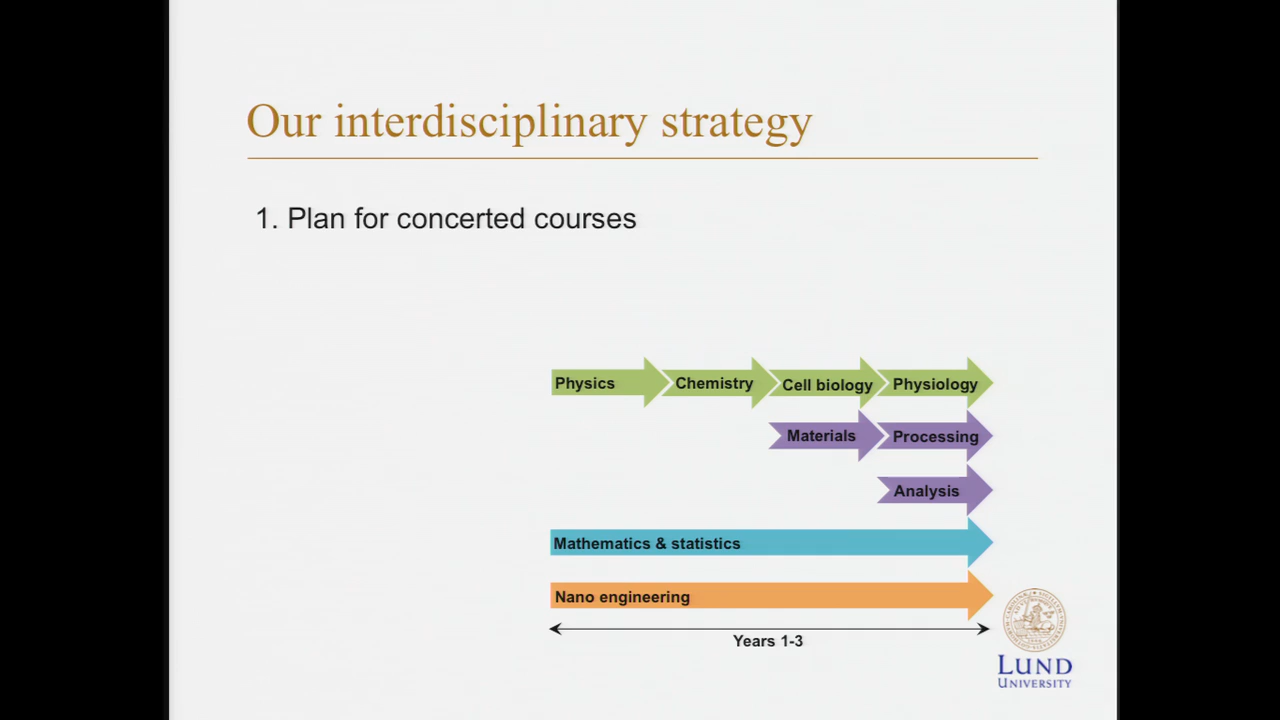 Our interdisciplinary strategy
1. Plan for concerted courses
Physics Chemistry Cell biology Physiology
Materials Processing
Analysis
Mathematics & statistics
Nano engineering
Years 1-3
LUND
UNIVERSITY